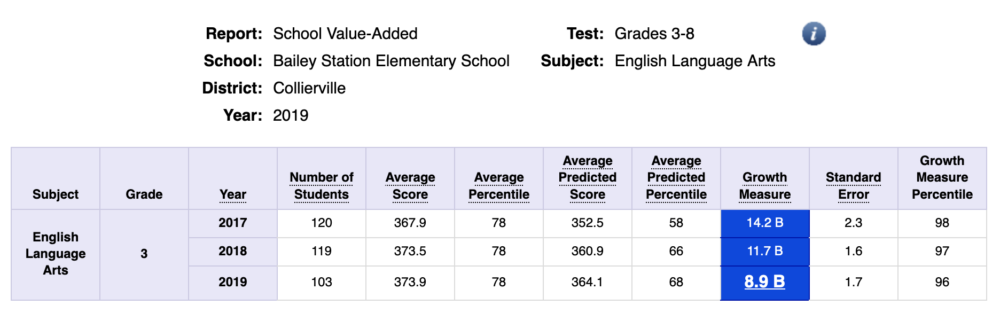 Report: School Value-Added Test: Grades 3-8 i
School: Bailey Station Elementary School Subject: English Language Arts
District: Collierville
Year: 2019
Subject Grade Year Number of Students Average Score Average Percentile Average Predicted Score Average Predicted Percentile Growth Measure Standard Error Growth Measure Percentile
English Language Arts 3 2017 120 367.9 78 352.5 58 14.2 B 2.3 98
2018 119 373.5 78 360.9 66 11.7 B 1.6 97
2019 103 373.9 78 364.1 68 8.9 B 1.7 96